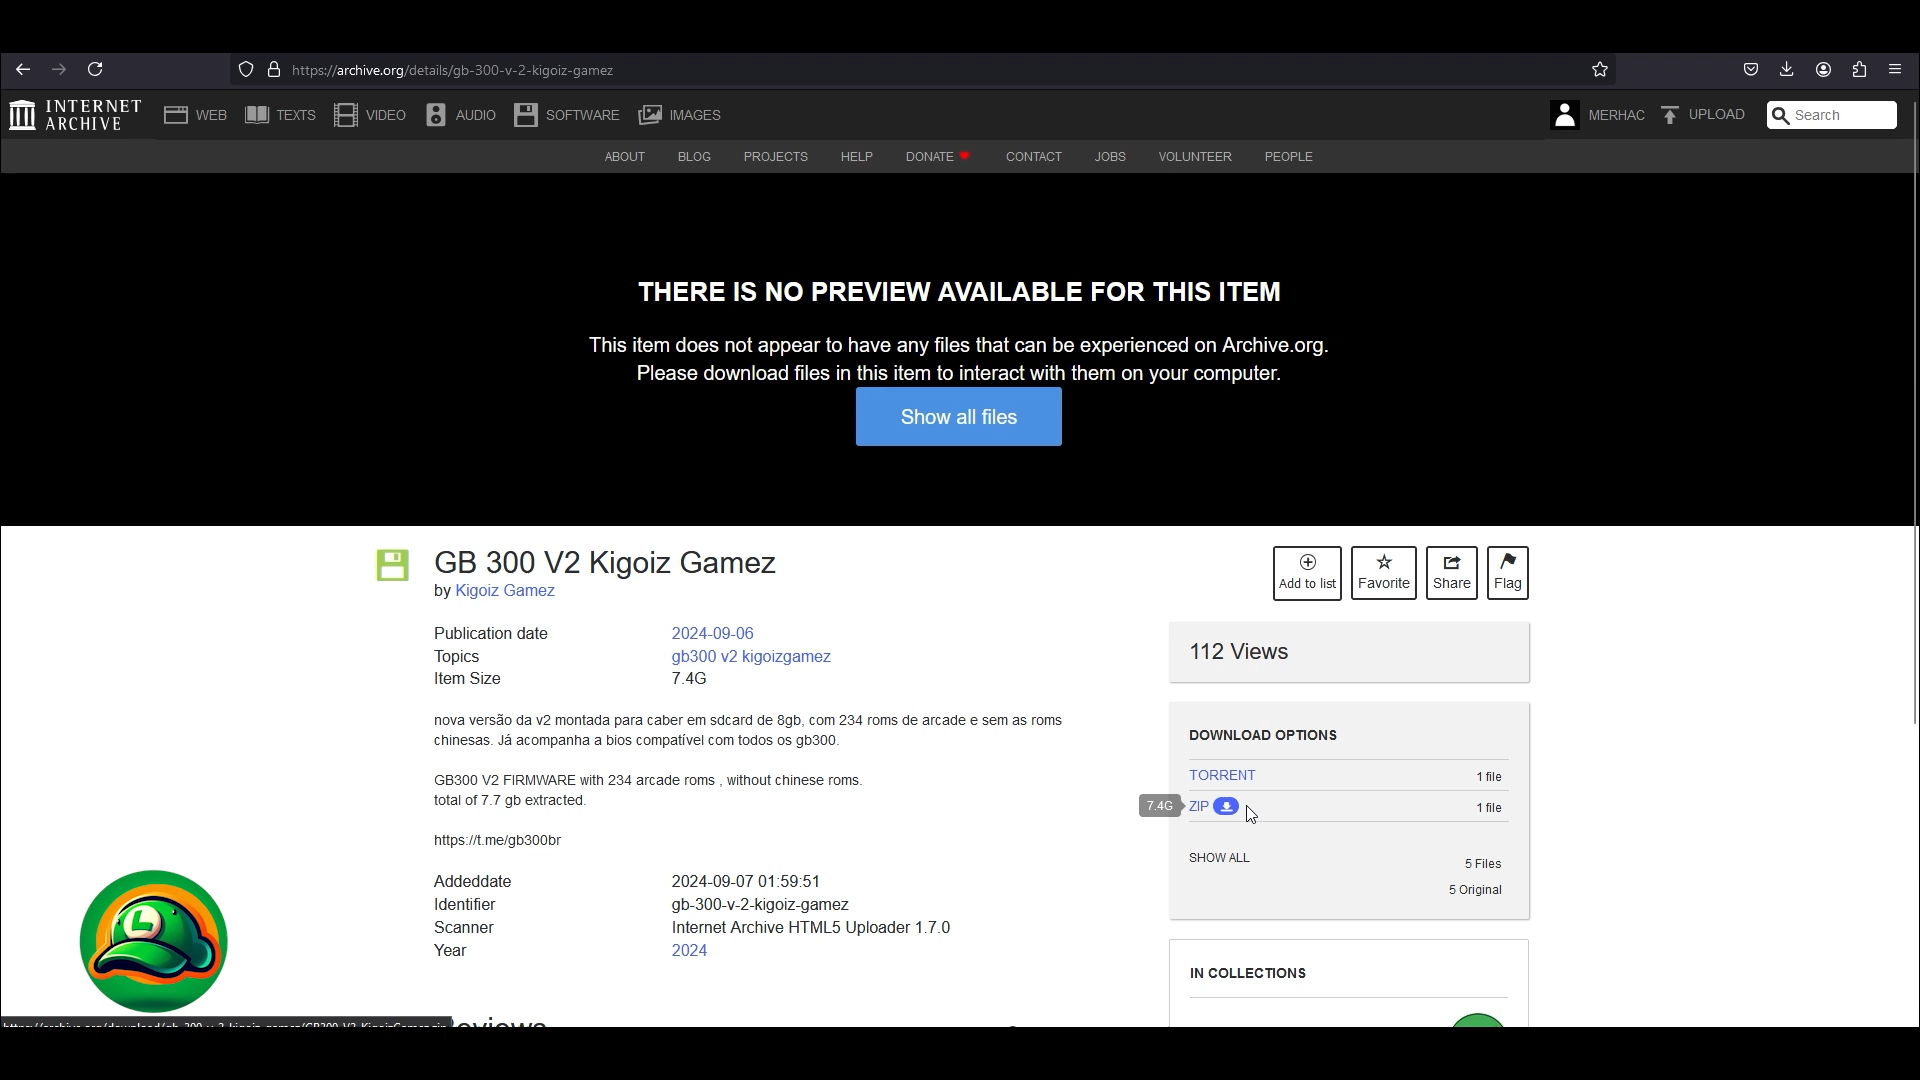 https://archive.org/details/gb-300-v-2-kigoiz-gamez
INTERNET ARCHIVE
WEB
TEXTS
VIDEO
AUDIO
SOFTWARE
IMAGES
MERHAC
UPLOAD
Search
ABOUT
BLOG
PROJECTS
HELP
DONATE
CONTACT
JOBS
VOLUNTEER
PEOPLE
THERE IS NO PREVIEW AVAILABLE FOR THIS ITEM
This item does not appear to have any files that can be experienced on Archive.org.
Please download files in this item to interact with them on your computer.
Show all files
GB 300 V2 Kigoiz Gamez
by Kigoiz Gamez
Add to list
Favorite
Share
Flag
Publication date 2024-09-06
Topics gb300 v2 kigoizgamez
Item Size 7.4G
nova versão da v2 montada para caber em sdcard de 8gb, com 234 roms de arcade e sem as roms
chinesas. Já acompanha a bios compatível com todos os gb300.
GB300 V2 FIRMWARE with 234 arcade roms , without chinese roms.
total of 7.7 gb extracted.
https://t.me/gb300br
Addeddate 2024-09-07 01:59:51
Identifier gb-300-v-2-kigoiz-gamez
Scanner Internet Archive HTML5 Uploader 1.7.0
Year 2024
112 Views
DOWNLOAD OPTIONS
TORRENT 1 file
7.4G ZIP 1 file
SHOW ALL 5 Files
5 Original
IN COLLECTIONS
L